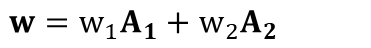 w = w₁A₁ + w₂A₂